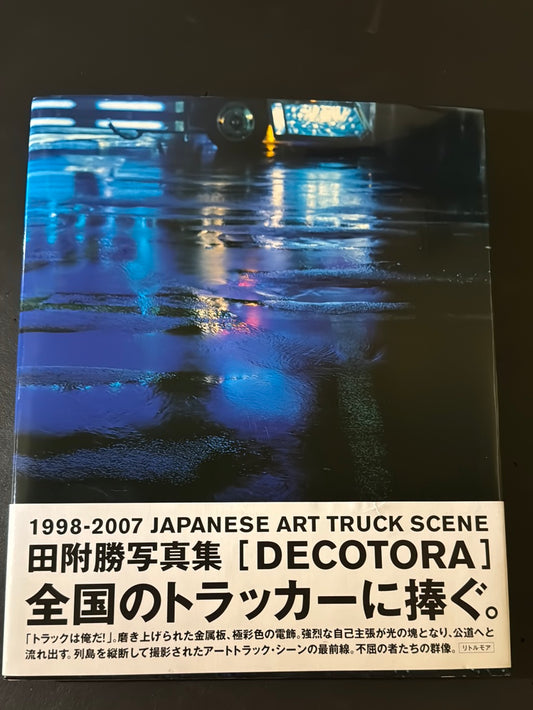 1998-2007 JAPANESE ART TRUCK SCENE
田附勝写真集[DECOTORA]
全国のトラッカーに捧ぐ。
「トラックは俺だ!」。磨き上げられた金属板、極彩色の電飾。強烈な自己主張が光の塊となり、公道へと
流れ出す。列島を縦断して撮影されたアートトラック・シーンの最前線。不屈の者たちの群像。 リトルモア